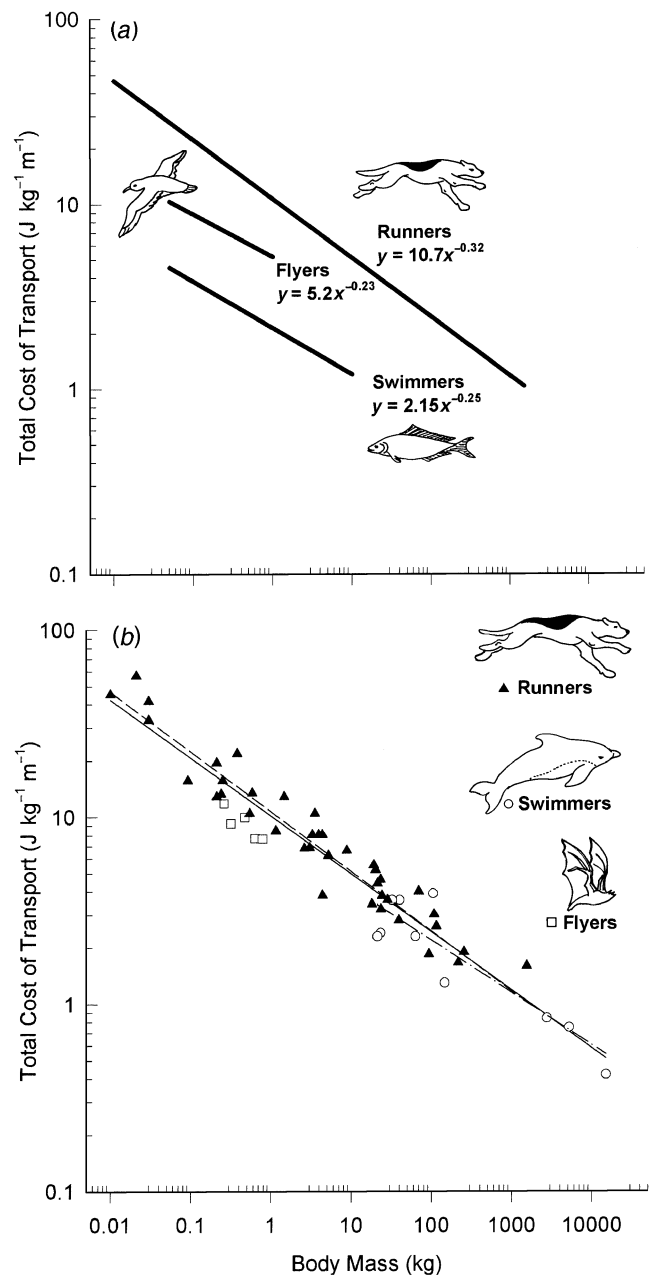 (a)
Total Cost of Transport (J kg⁻¹ m⁻¹)
100
10
1
0.1
Runners
y = 10.7x⁻⁰·³²
Flyers
y = 5.2x⁻⁰·²³
Swimmers
y = 2.15x⁻⁰·²⁵
(b)
Total Cost of Transport (J kg⁻¹ m⁻¹)
100
10
1
0.1
Runners
Swimmers
Flyers
0.01 0.1 1 10 100 1000 10000
Body Mass (kg)